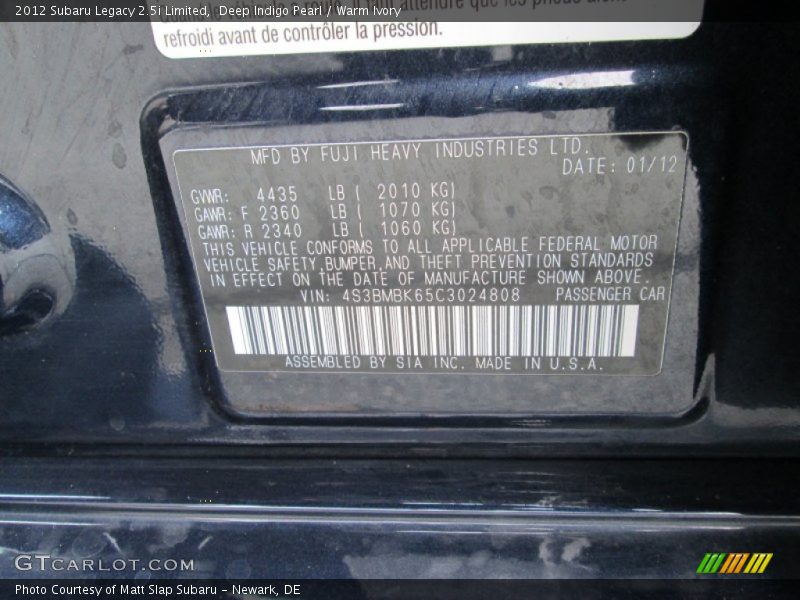 2012 Subaru Legacy 2.5i Limited, Deep Indigo Pearl / Warm Ivory
refroidi avant de contrôler la pression.
MFD BY FUJI HEAVY INDUSTRIES LTD.
DATE: 01/12
GVWR: 4435 LB ( 2010 KG)
GAWR: F 2360 LB ( 1070 KG)
GAWR: R 2340 LB ( 1060 KG)
THIS VEHICLE CONFORMS TO ALL APPLICABLE FEDERAL MOTOR
VEHICLE SAFETY,BUMPER,AND THEFT PREVENTION STANDARDS
IN EFFECT ON THE DATE OF MANUFACTURE SHOWN ABOVE.
VIN: 4S3BMBK65C3024808 PASSENGER CAR
ASSEMBLED BY SIA INC. MADE IN U.S.A.
GTCARLOT.COM
Photo Courtesy of Matt Slap Subaru - Newark, DE